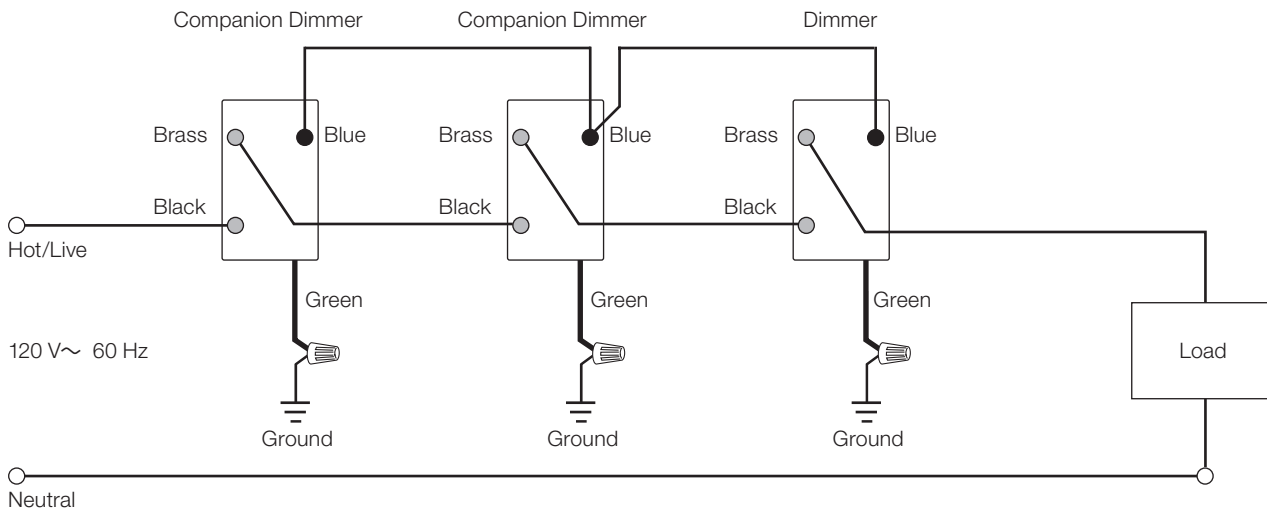 Companion Dimmer
Companion Dimmer
Dimmer
Brass
Blue
Brass
Blue
Brass
Blue
Black
Black
Black
Hot/Live
Green
Green
Green
120 V~ 60 Hz
Load
Ground
Ground
Ground
Neutral